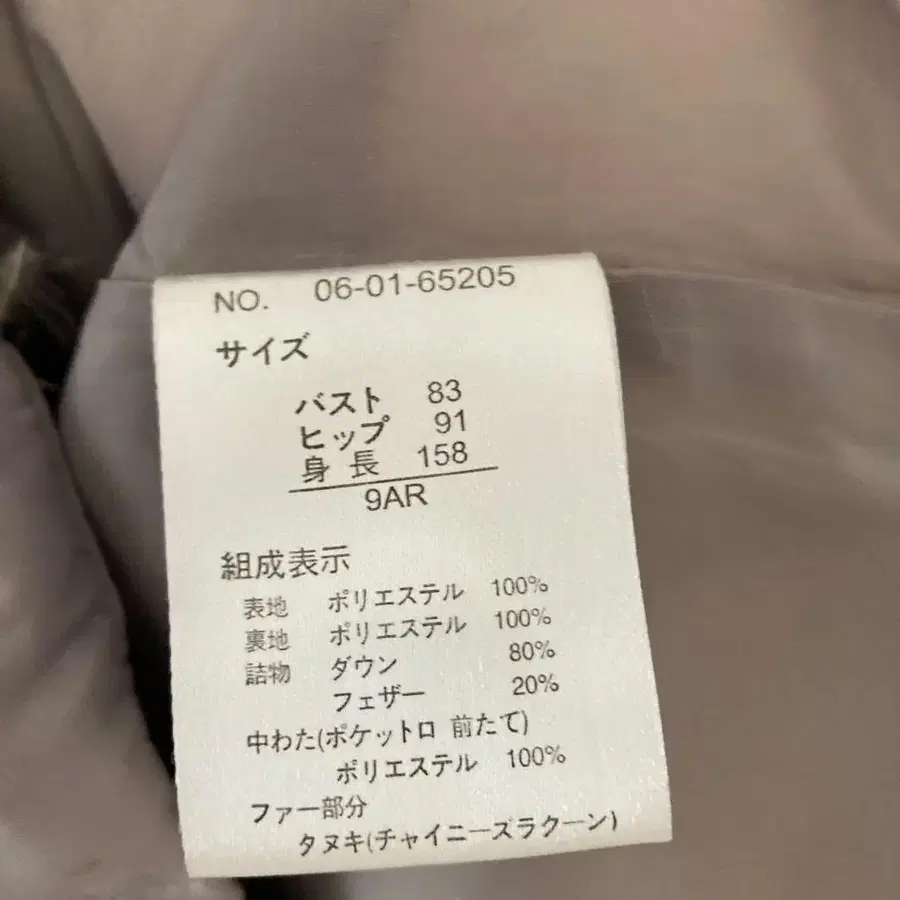 NO. 06-01-65205
サイズ
バスト 83
ヒップ 91
身長 158
9AR
組成表示
表地 ポリエステル 100%
裏地 ポリエステル 100%
詰物 ダウン 80%
フェザー 20%
中わた(ポケット口 前たて)
ポリエステル 100%
ファー部分
タヌキ(チャイニーズラクーン)